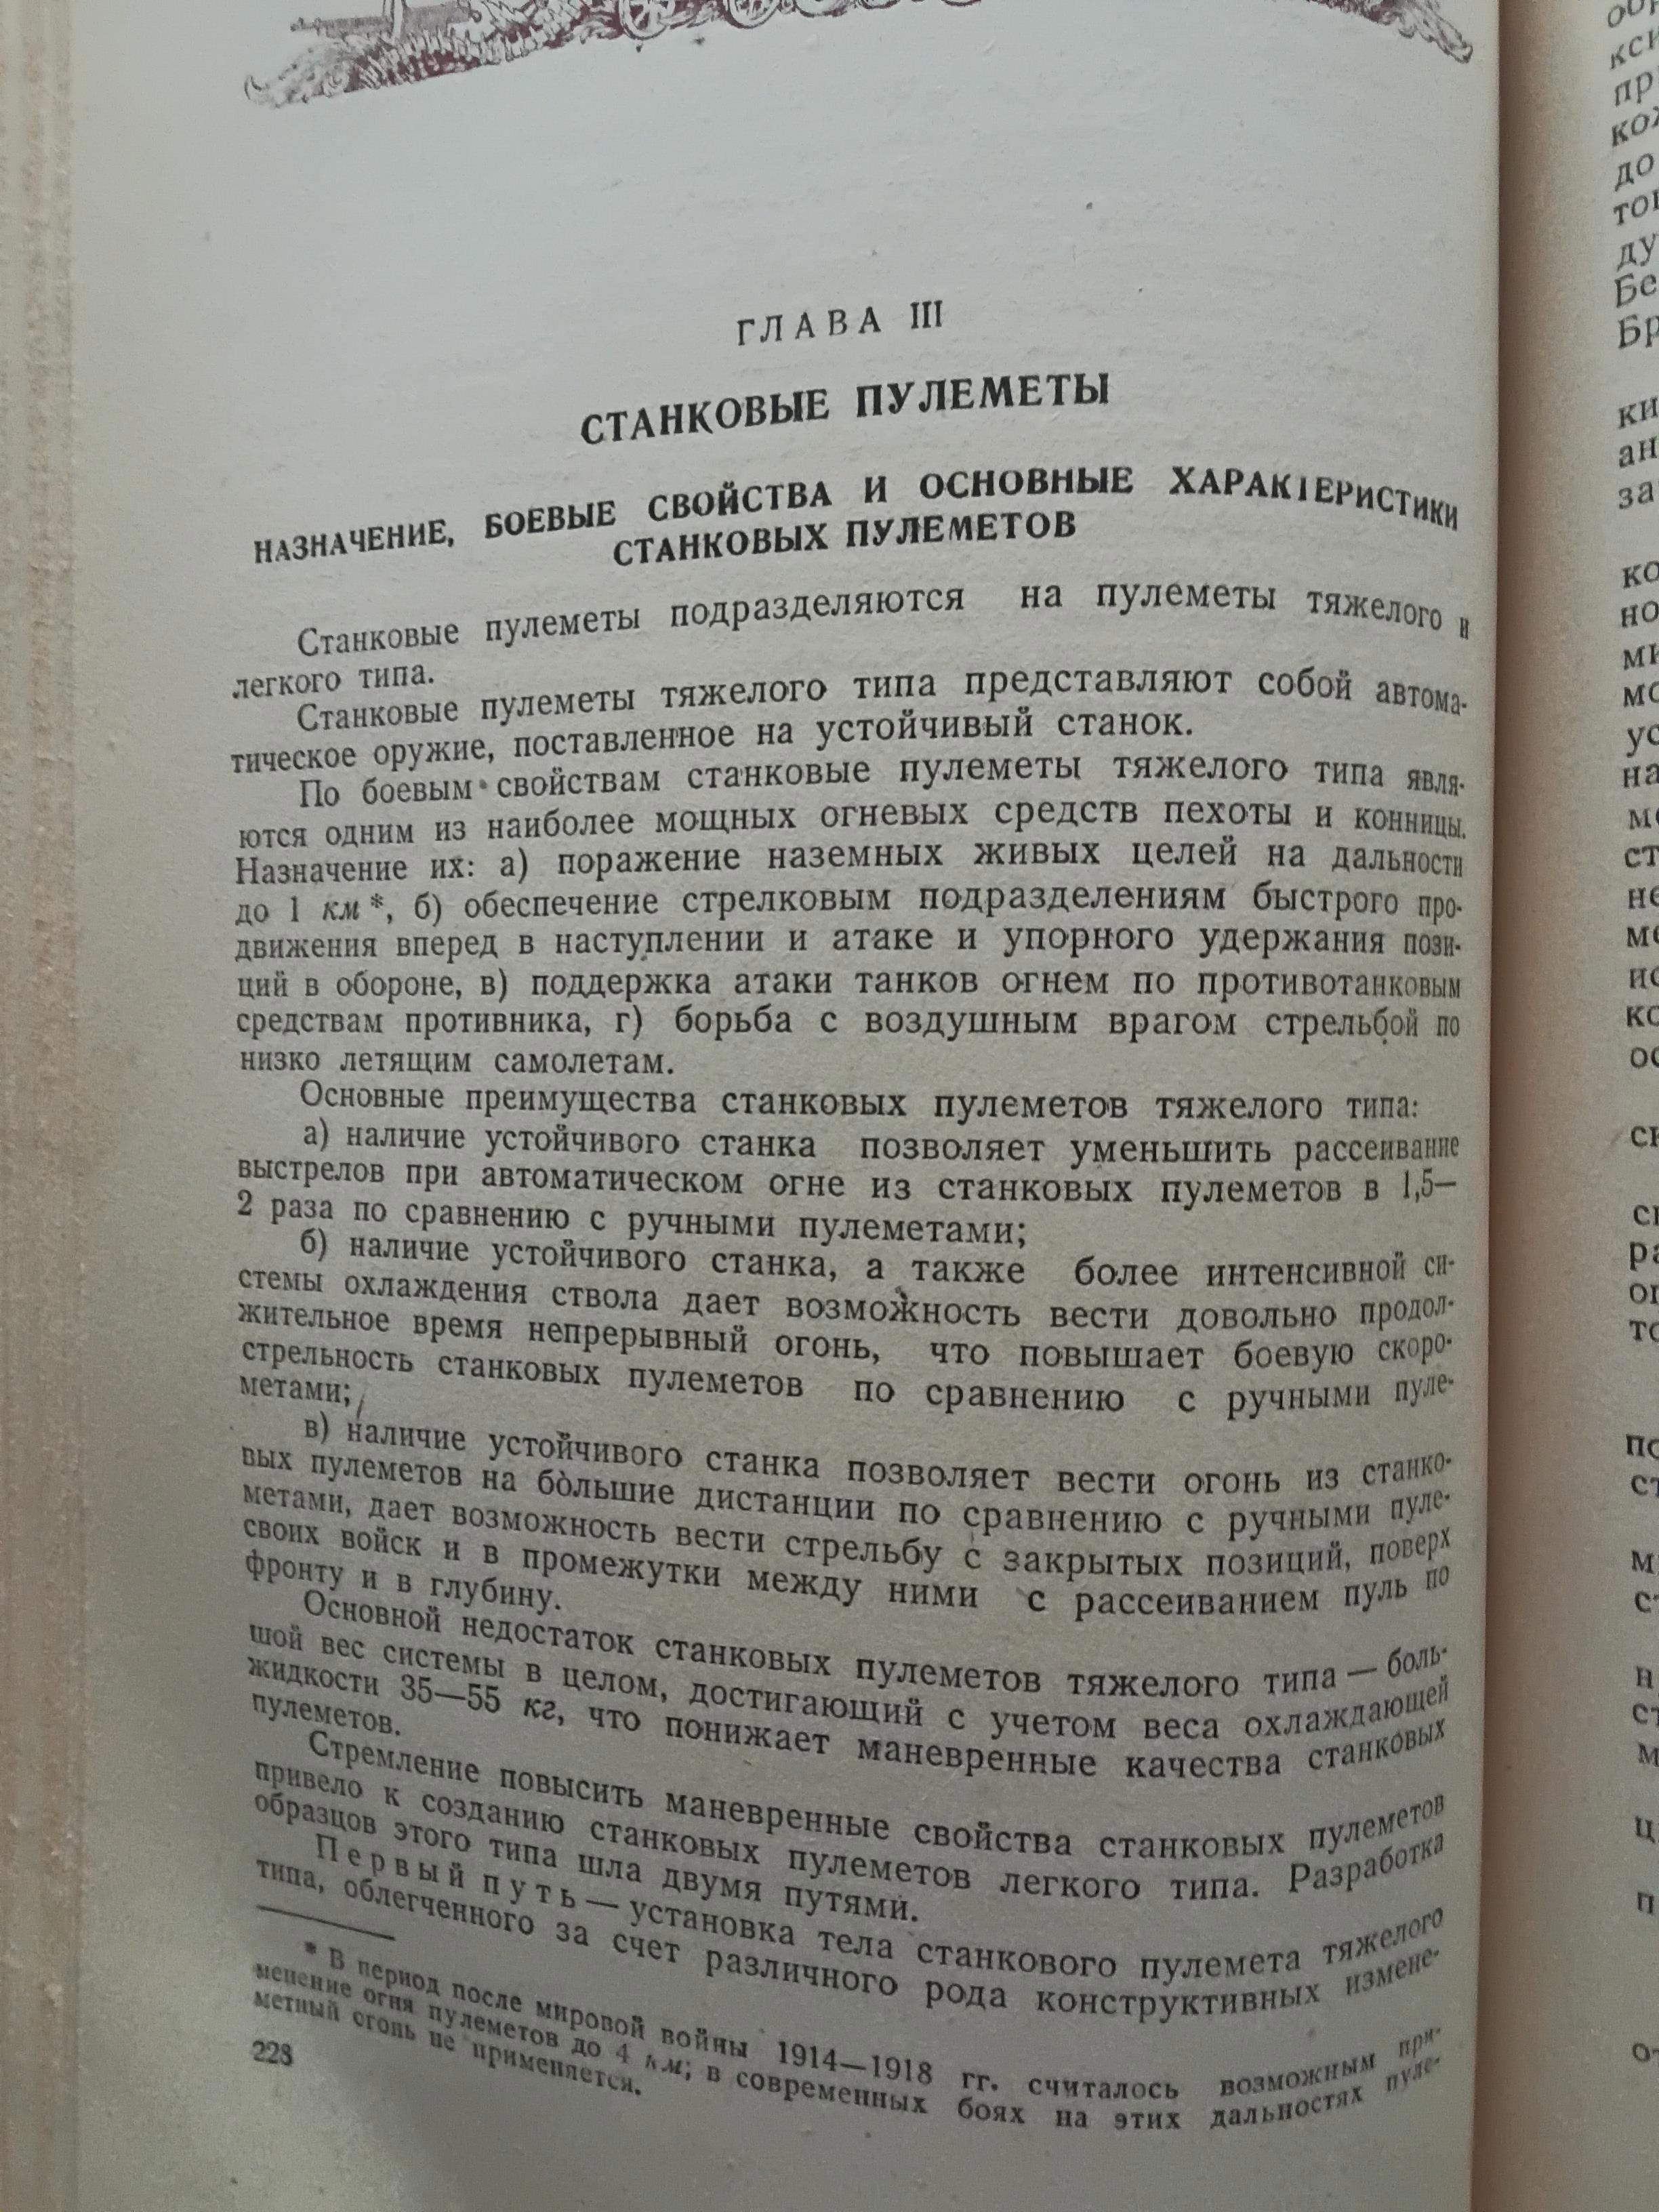 ГЛАВА III
СТАНКОВЫЕ ПУЛЕМЕТЫ
НАЗНАЧЕНИЕ, БОЕВЫЕ СВОЙСТВА И ОСНОВНЫЕ ХАРАКТЕРИСТИКИ
СТАНКОВЫХ ПУЛЕМЕТОВ
Станковые пулеметы подразделяются на пулеметы тяжелого и
легкого типа.
Станковые пулеметы тяжелого типа представляют собой автома-
тическое оружие, поставленное на устойчивый станок.
По боевым свойствам станковые пулеметы тяжелого типа явля-
ются одним из наиболее мощных огневых средств пехоты и конницы.
Назначение их: а) поражение наземных живых целей на дальности
до 1 км*, б) обеспечение стрелковым подразделениям быстрого про-
движения вперед в наступлении и атаке и упорного удержания пози-
ций в обороне, в) поддержка атаки танков огнем по противотанковым
средствам противника, г) борьба с воздушным врагом стрельбой по
низко летящим самолетам.
Основные преимущества станковых пулеметов тяжелого типа:
а) наличие устойчивого станка позволяет уменьшить рассеивание
выстрелов при автоматическом огне из станковых пулеметов в 1,5—
2 раза по сравнению с ручными пулеметами;
б) наличие устойчивого станка, а также более интенсивной си-
стемы охлаждения ствола дает возможность вести довольно продол-
жительное время непрерывный огонь, что повышает боевую скоро-
стрельность станковых пулеметов по сравнению с ручными пуле-
метами;
в) наличие устойчивого станка позволяет вести огонь из станко-
вых пулеметов на бо̀льшие дистанции по сравнению с ручными пуле-
метами, дает возможность вести стрельбу с закрытых позиций, поверх
своих войск и в промежутки между ними с рассеиванием пуль по
фронту и в глубину.
Основной недостаток станковых пулеметов тяжелого типа — боль-
шой вес системы в целом, достигающий с учетом веса охлаждающей
жидкости 35—55 кг, что понижает маневренные качества станковых
пулеметов.
Стремление повысить маневренные свойства станковых пулеметов
привело к созданию станковых пулеметов легкого типа. Разработка
образцов этого типа шла двумя путями.
Первый путь — установка тела станкового пулемета тяжелого
типа, облегченного за счет различного рода конструктивных измене-
* В период после мировой войны 1914—1918 гг. считалось возможным при-
менение огня пулеметов до 4 км; в современных боях на этих дальностях пуле-
метный огонь не применяется.
228